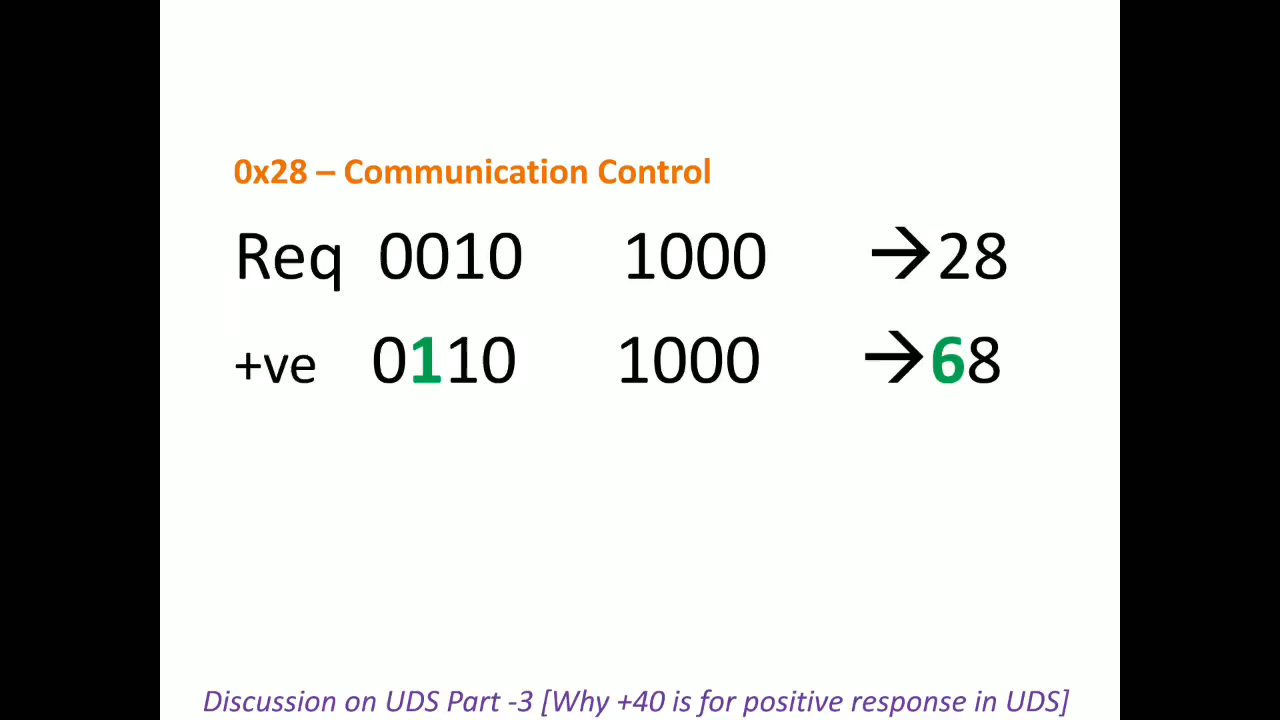 0x28 – Communication Control
Req 0010 1000 →28
+ve 0110 1000 →68
Discussion on UDS Part -3 [Why +40 is for positive response in UDS]